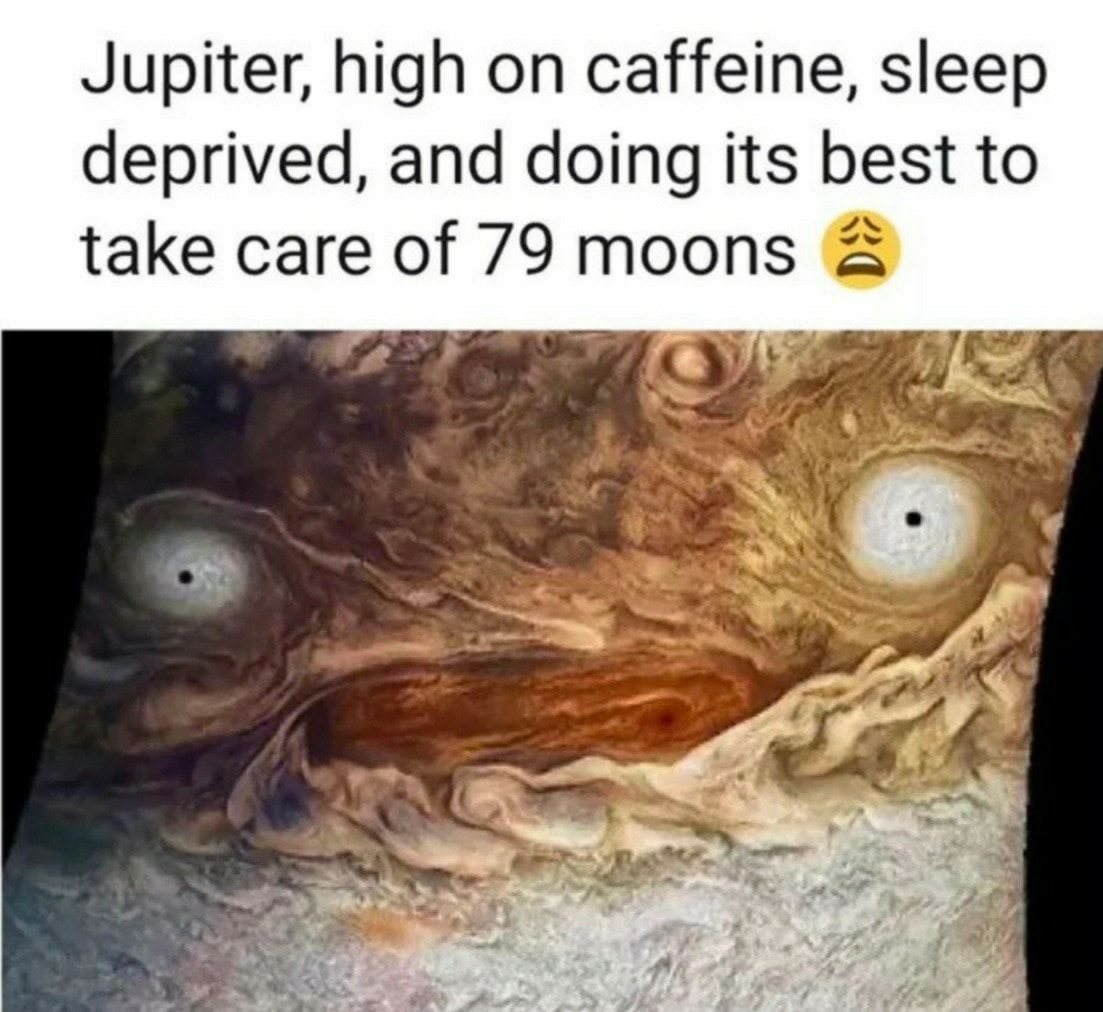 Jupiter, high on caffeine, sleep
deprived, and doing its best to
take care of 79 moons 😩